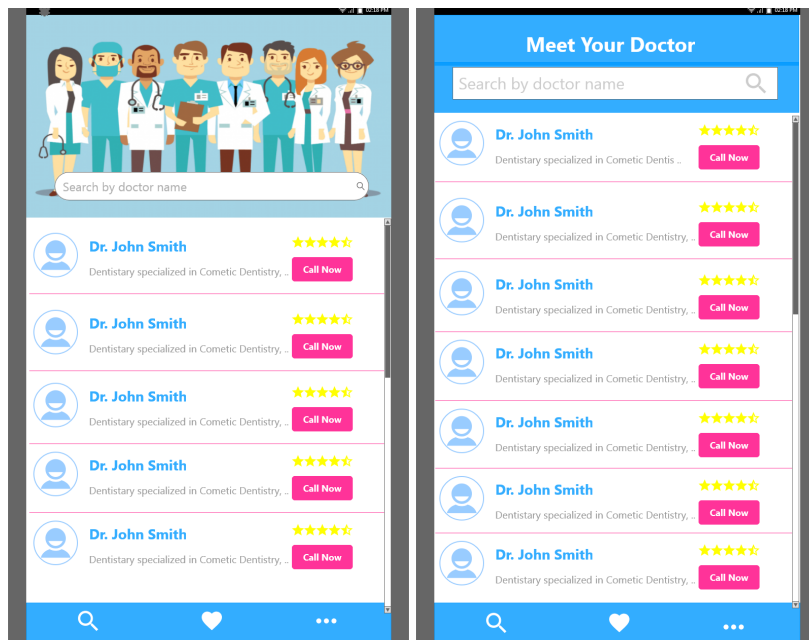 02:18 PM
Search by doctor name
Dr. John Smith
Dentistary specialized in Cometic Dentistry, ..
Call Now
Dr. John Smith
Dentistary specialized in Cometic Dentistry, ..
Call Now
Dr. John Smith
Dentistary specialized in Cometic Dentistry, ..
Call Now
Dr. John Smith
Dentistary specialized in Cometic Dentistry, ..
Call Now
Dr. John Smith
Dentistary specialized in Cometic Dentistry, ..
Call Now
02:18 PM
Meet Your Doctor
Search by doctor name
Dr. John Smith
Dentistary specialized in Cometic Dentis ..
Call Now
Dr. John Smith
Dentistary specialized in Cometic Dentistry, ..
Call Now
Dr. John Smith
Dentistary specialized in Cometic Dentistry, ..
Call Now
Dr. John Smith
Dentistary specialized in Cometic Dentistry, ..
Call Now
Dr. John Smith
Dentistary specialized in Cometic Dentistry, ..
Call Now
Dr. John Smith
Dentistary specialized in Cometic Dentistry, ..
Call Now
Dr. John Smith
Dentistary specialized in Cometic Dentistry, ..
Call Now